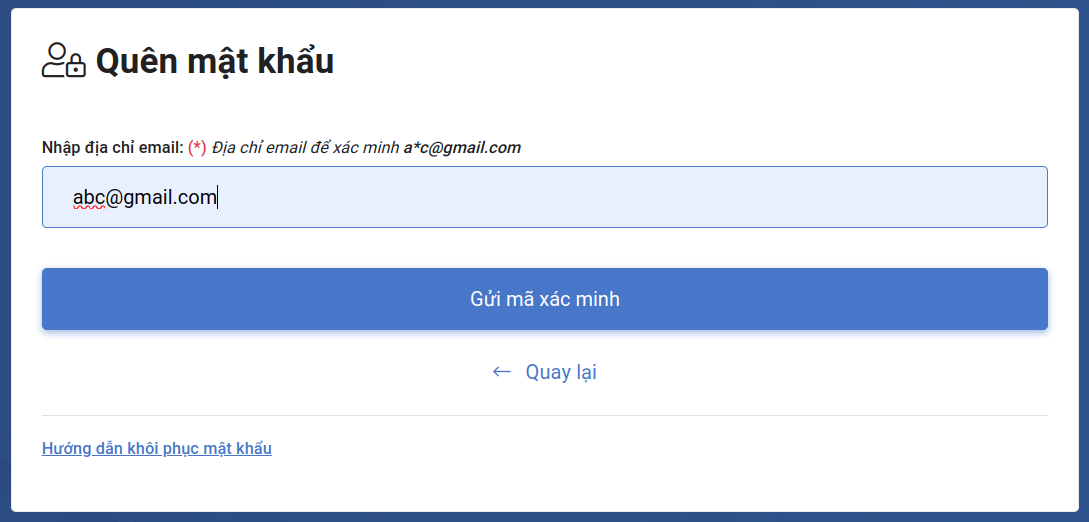 Quên mật khẩu
Nhập địa chỉ email: (*) Địa chỉ email để xác minh a*c@gmail.com
abc@gmail.com
Gửi mã xác minh
← Quay lại
Hướng dẫn khôi phục mật khẩu